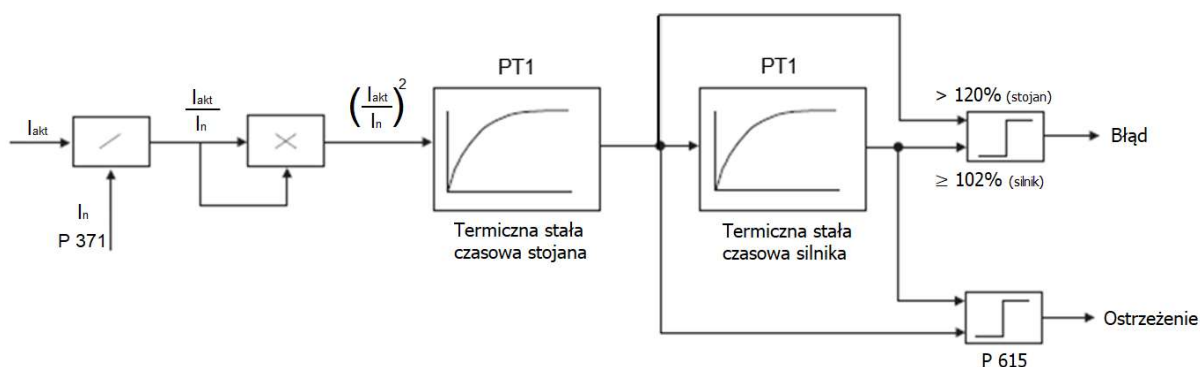 Iakt
In
P 371
Iakt
In
(Iakt
In)2
PT1
Termiczna stała
czasowa stojana
PT1
Termiczna stała
czasowa silnika
> 120% (stojan)
≥ 102% (silnik)
Błąd
Ostrzeżenie
P 615